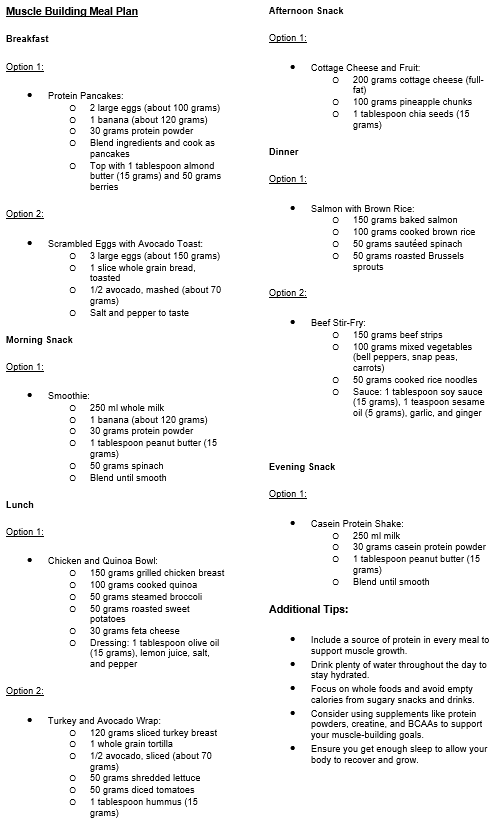 Muscle Building Meal Plan
Breakfast
Option 1:
● Protein Pancakes:
○ 2 large eggs (about 100 grams)
○ 1 banana (about 120 grams)
○ 30 grams protein powder
○ Blend ingredients and cook as
pancakes
○ Top with 1 tablespoon almond
butter (15 grams) and 50 grams
berries
Option 2:
● Scrambled Eggs with Avocado Toast:
○ 3 large eggs (about 150 grams)
○ 1 slice whole grain bread,
toasted
○ 1/2 avocado, mashed (about 70
grams)
○ Salt and pepper to taste
Morning Snack
Option 1:
● Smoothie:
○ 250 ml whole milk
○ 1 banana (about 120 grams)
○ 30 grams protein powder
○ 1 tablespoon peanut butter (15
grams)
○ 50 grams spinach
○ Blend until smooth
Lunch
Option 1:
● Chicken and Quinoa Bowl:
○ 150 grams grilled chicken breast
○ 100 grams cooked quinoa
○ 50 grams steamed broccoli
○ 50 grams roasted sweet
potatoes
○ 30 grams feta cheese
○ Dressing: 1 tablespoon olive oil
(15 grams), lemon juice, salt,
and pepper
Option 2:
● Turkey and Avocado Wrap:
○ 120 grams sliced turkey breast
○ 1 whole grain tortilla
○ 1/2 avocado, sliced (about 70
grams)
○ 50 grams shredded lettuce
○ 50 grams diced tomatoes
○ 1 tablespoon hummus (15
grams)
Afternoon Snack
Option 1:
● Cottage Cheese and Fruit:
○ 200 grams cottage cheese (full-
fat)
○ 100 grams pineapple chunks
○ 1 tablespoon chia seeds (15
grams)
Dinner
Option 1:
● Salmon with Brown Rice:
○ 150 grams baked salmon
○ 100 grams cooked brown rice
○ 50 grams sautéed spinach
○ 50 grams roasted Brussels
sprouts
Option 2:
● Beef Stir-Fry:
○ 150 grams beef strips
○ 100 grams mixed vegetables
(bell peppers, snap peas,
carrots)
○ 50 grams cooked rice noodles
○ Sauce: 1 tablespoon soy sauce
(15 grams), 1 teaspoon sesame
oil (5 grams), garlic, and ginger
Evening Snack
Option 1:
● Casein Protein Shake:
○ 250 ml milk
○ 30 grams casein protein powder
○ 1 tablespoon peanut butter (15
grams)
○ Blend until smooth
Additional Tips:
● Include a source of protein in every meal to
support muscle growth.
● Drink plenty of water throughout the day to
stay hydrated.
● Focus on whole foods and avoid empty
calories from sugary snacks and drinks.
● Consider using supplements like protein
powders, creatine, and BCAAs to support
your muscle-building goals.
● Ensure you get enough sleep to allow your
body to recover and grow.